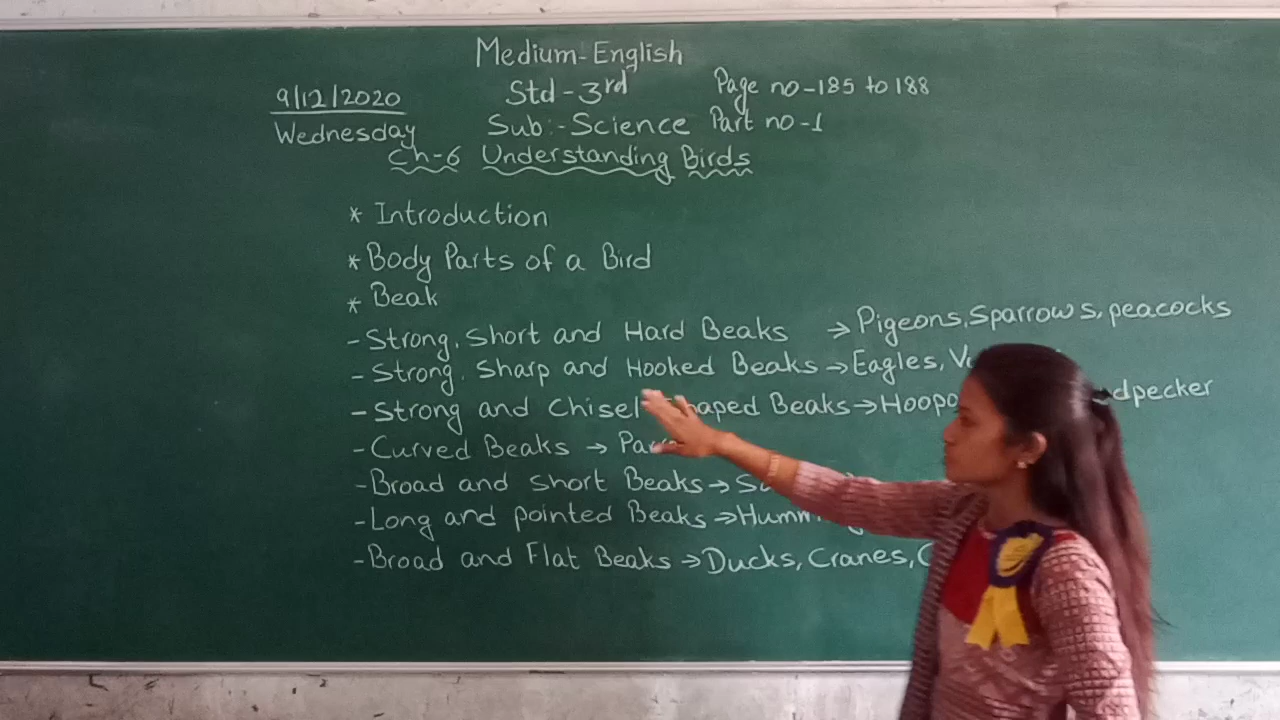 Medium-English
9/12/2020 Std-3rd Page no-185 to 188
Wednesday Sub:-Science Part no-1
Ch-6 Understanding Birds
* Introduction
* Body Parts of a Bird
* Beak
- Strong, Short and Hard Beaks → Pigeons, Sparrows, peacocks
- Strong, Sharp and Hooked Beaks → Eagles,
- Strong and Chisel Beaks →
- Curved Beaks →
- Broad and Short Beaks →
- Long and pointed Beaks →
- Broad and Flat Beaks → Ducks, Cranes,